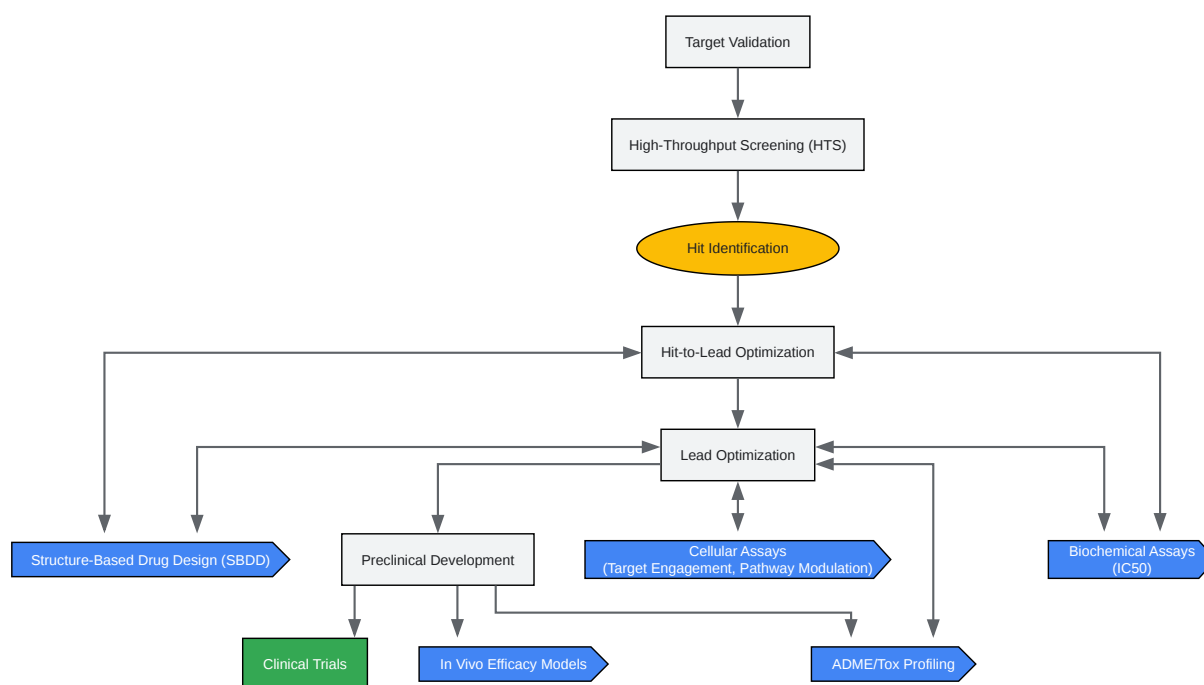 Target Validation
High-Throughput Screening (HTS)
Hit Identification
Hit-to-Lead Optimization
Lead Optimization
Structure-Based Drug Design (SBDD)
Preclinical Development
Cellular Assays
(Target Engagement, Pathway Modulation)
Biochemical Assays
(IC50)
Clinical Trials
In Vivo Efficacy Models
ADME/Tox Profiling